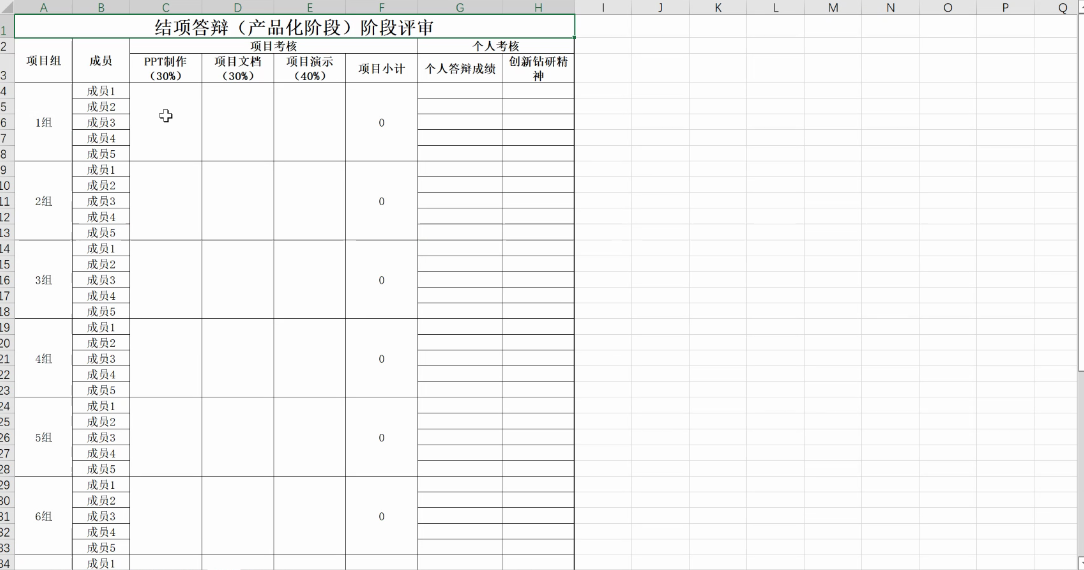 A B C D E F G H I J K L M N O P Q
1 结项答辩（产品化阶段）阶段评审
2 项目组 成员 项目考核 个人考核
3 PPT制作（30%） 项目文档（30%） 项目演示（40%） 项目小计 个人答辩成绩 创新钻研精神
4 成员1
5 成员2
6 1组 成员3 0
7 成员4
8 成员5
9 成员1
10 成员2
11 2组 成员3 0
12 成员4
13 成员5
14 成员1
15 成员2
16 3组 成员3 0
17 成员4
18 成员5
19 成员1
20 成员2
21 4组 成员3 0
22 成员4
23 成员5
24 成员1
25 成员2
26 5组 成员3 0
27 成员4
28 成员5
29 成员1
30 成员2
31 6组 成员3 0
32 成员4
33 成员5
34 成员1